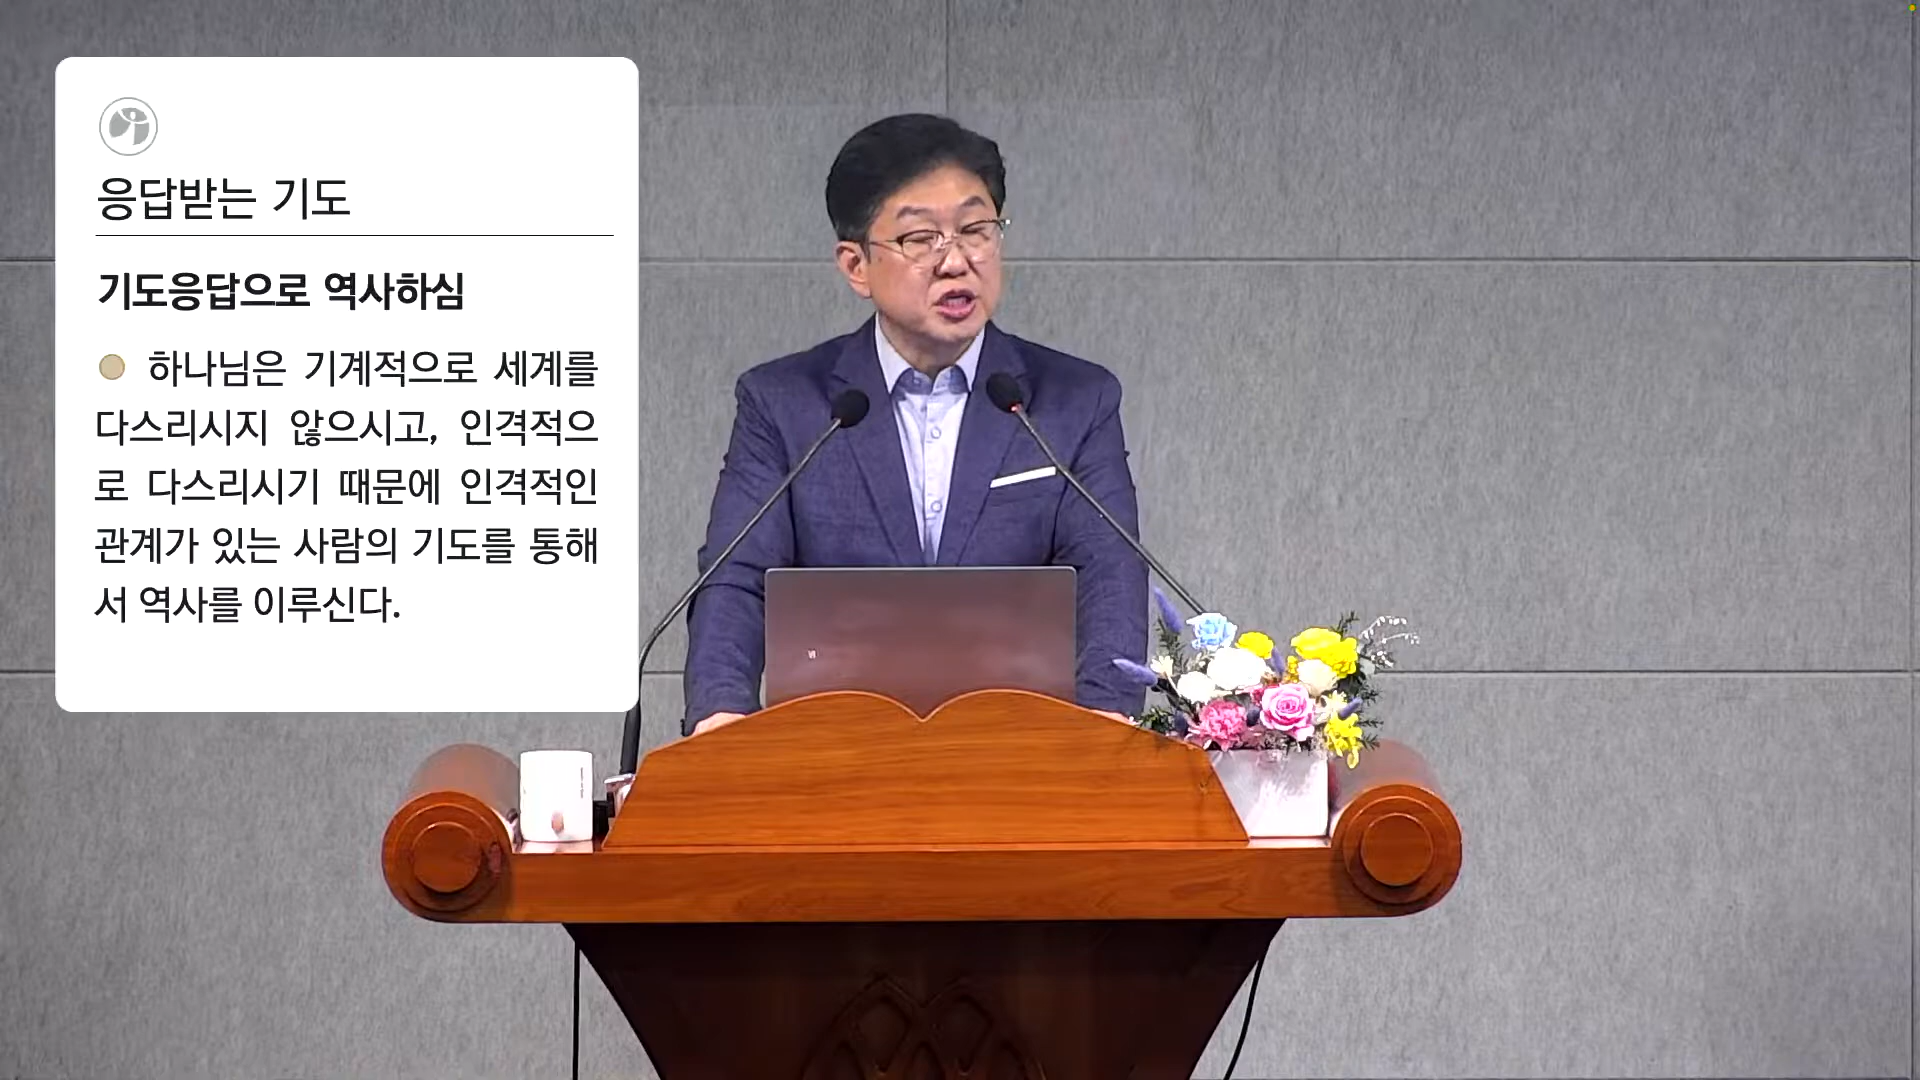 응답받는 기도
기도응답으로 역사하심
하나님은 기계적으로 세계를
다스리시지 않으시고, 인격적으
로 다스리시기 때문에 인격적인
관계가 있는 사람의 기도를 통해
서 역사를 이루신다.